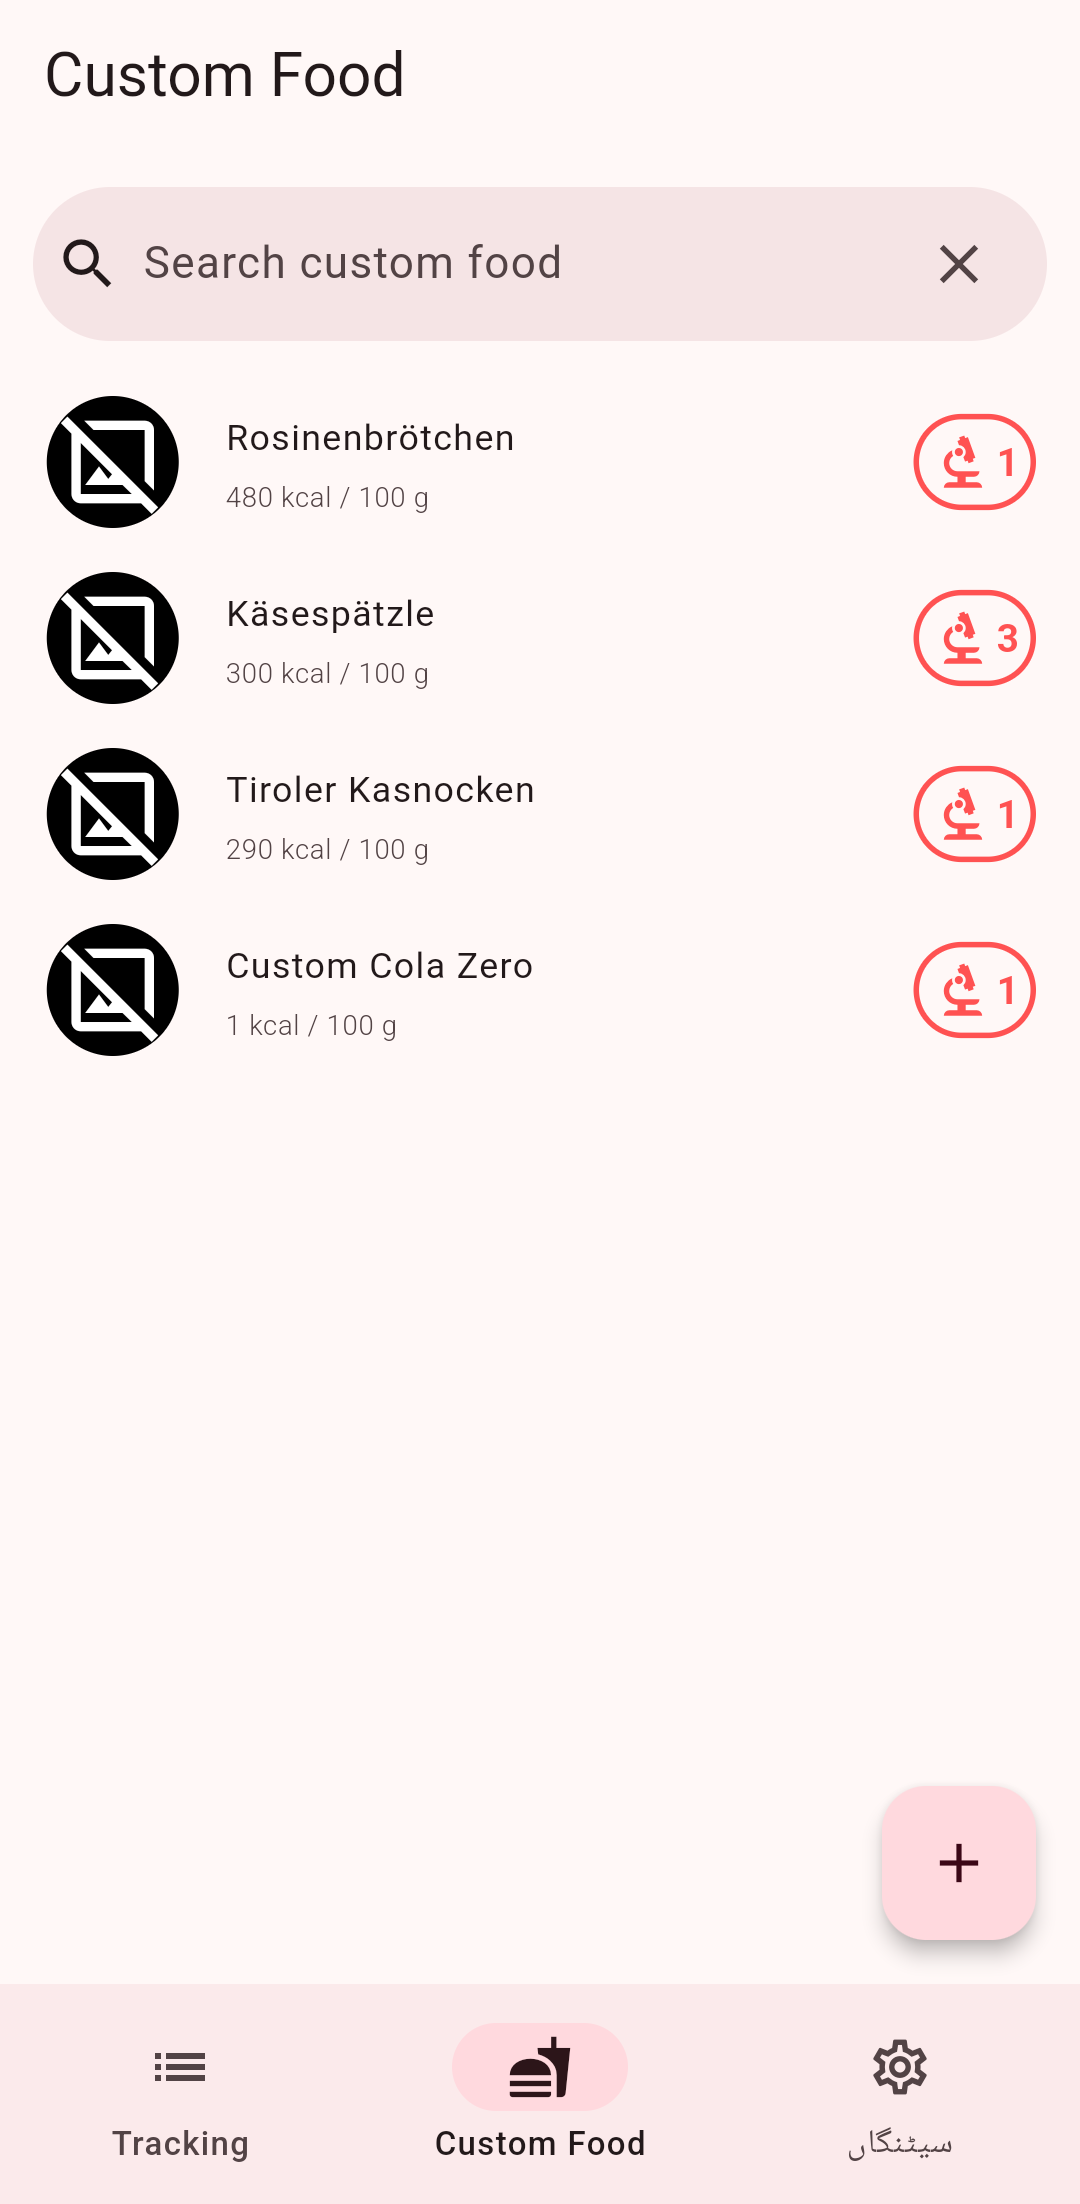 Custom Food
Search custom food
Rosinenbrötchen
480 kcal / 100 g
1
Käsespätzle
300 kcal / 100 g
3
Tiroler Kasnocken
290 kcal / 100 g
1
Custom Cola Zero
1 kcal / 100 g
1
Tracking
Custom Food
سیٹنگاں